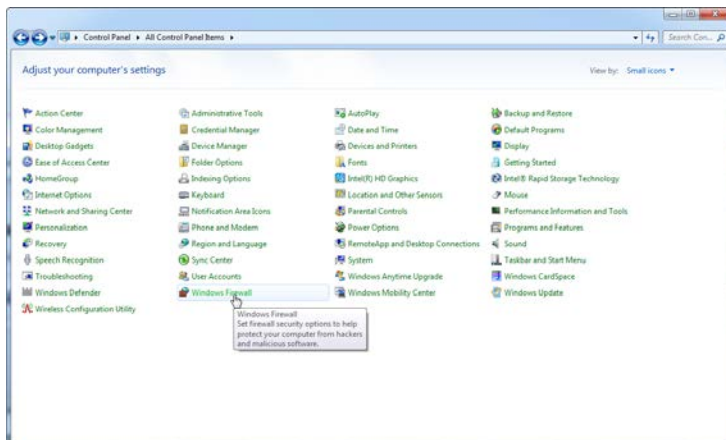 Control Panel ▸ All Control Panel Items ▸ Search Con...
Adjust your computer's settings View by: Small icons
Action Center Administrative Tools AutoPlay Backup and Restore
Color Management Credential Manager Date and Time Default Programs
Desktop Gadgets Device Manager Devices and Printers Display
Ease of Access Center Folder Options Fonts Getting Started
HomeGroup Indexing Options Intel(R) HD Graphics Intel® Rapid Storage Technology
Internet Options Keyboard Location and Other Sensors Mouse
Network and Sharing Center Notification Area Icons Parental Controls Performance Information and Tools
Personalization Phone and Modem Power Options Programs and Features
Recovery Region and Language RemoteApp and Desktop Connections Sound
Speech Recognition Sync Center System Taskbar and Start Menu
Troubleshooting User Accounts Windows Anytime Upgrade Windows CardSpace
Windows Defender Windows Firewall Windows Mobility Center Windows Update
Wireless Configuration Utility
Windows Firewall
Set firewall security options to help
protect your computer from hackers
and malicious software.